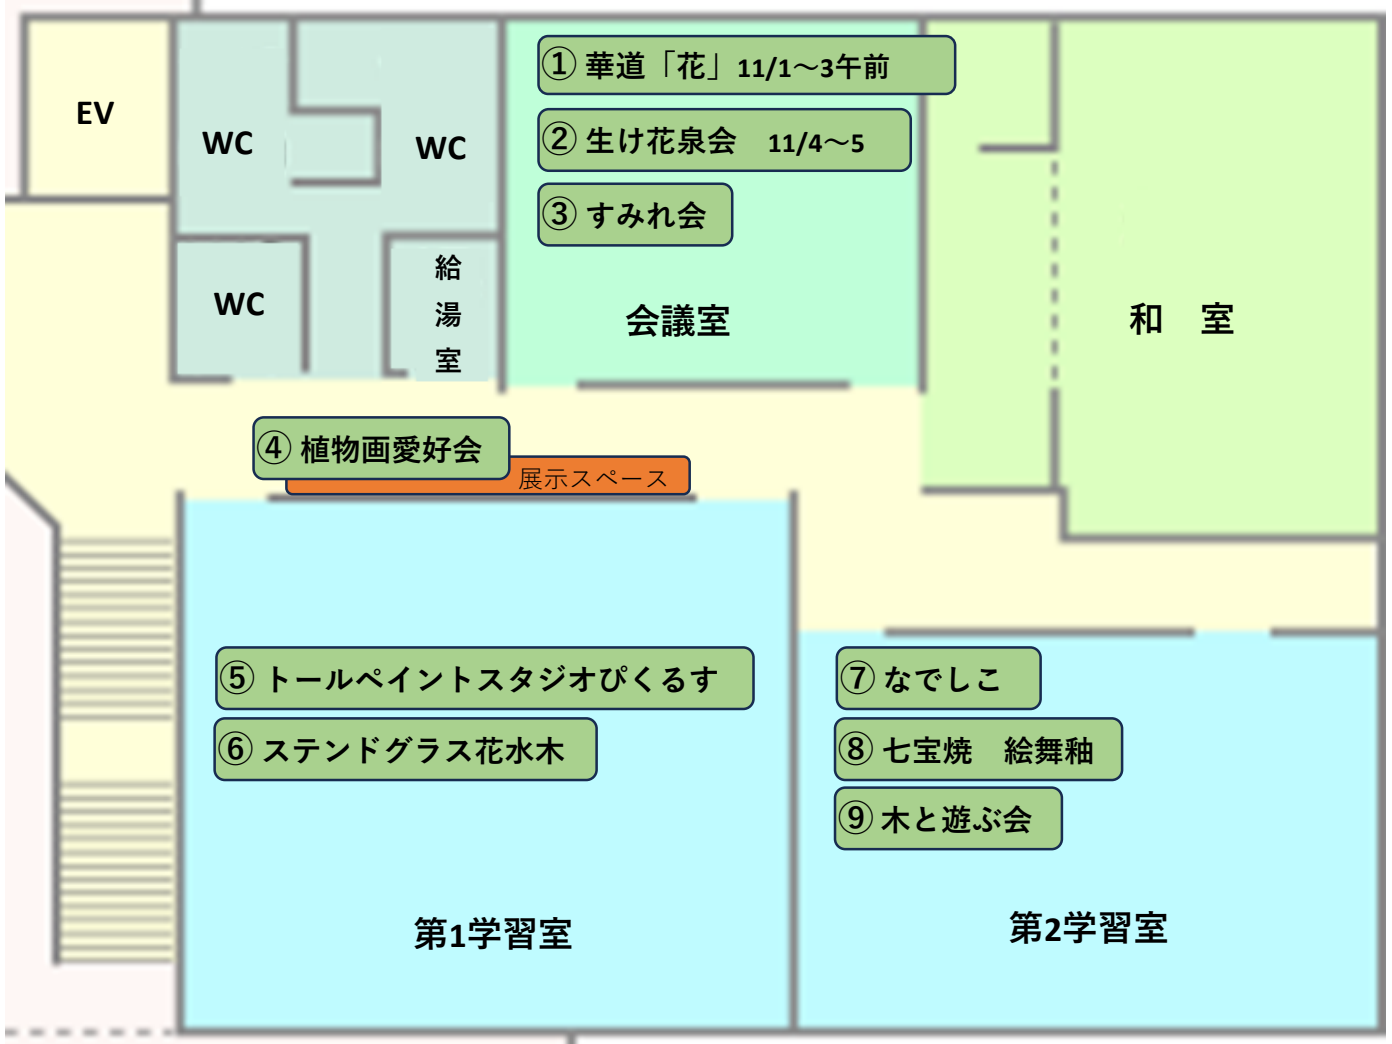 ① 華道「花」 11/1～3午前
EV
WC
WC
② 生け花泉会　11/4～5
③ すみれ会
給湯室
WC
会議室
和　室
④ 植物画愛好会
展示スペース
⑤ トールペイントスタジオぴくるす
⑦ なでしこ
⑥ ステンドグラス花水木
⑧ 七宝焼　絵舞釉
⑨ 木と遊ぶ会
第1学習室
第2学習室